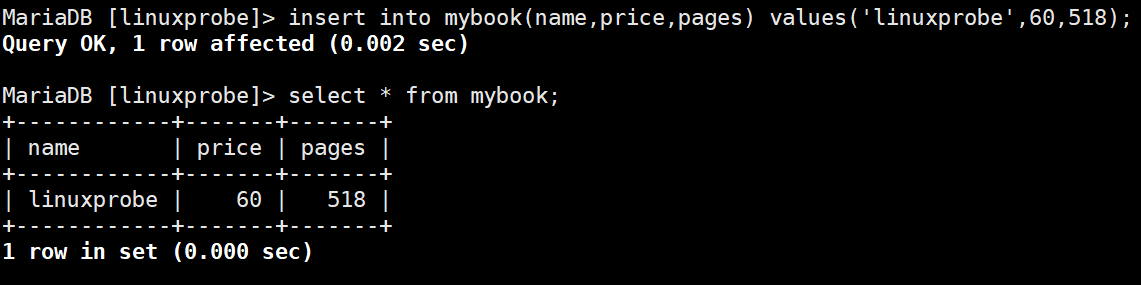 MariaDB [linuxprobe]> insert into mybook(name,price,pages) values('linuxprobe',60,518);
Query OK, 1 row affected (0.002 sec)

MariaDB [linuxprobe]> select * from mybook;
+------------+-------+-------+
| name       | price | pages |
+------------+-------+-------+
| linuxprobe |    60 |   518 |
+------------+-------+-------+
1 row in set (0.000 sec)